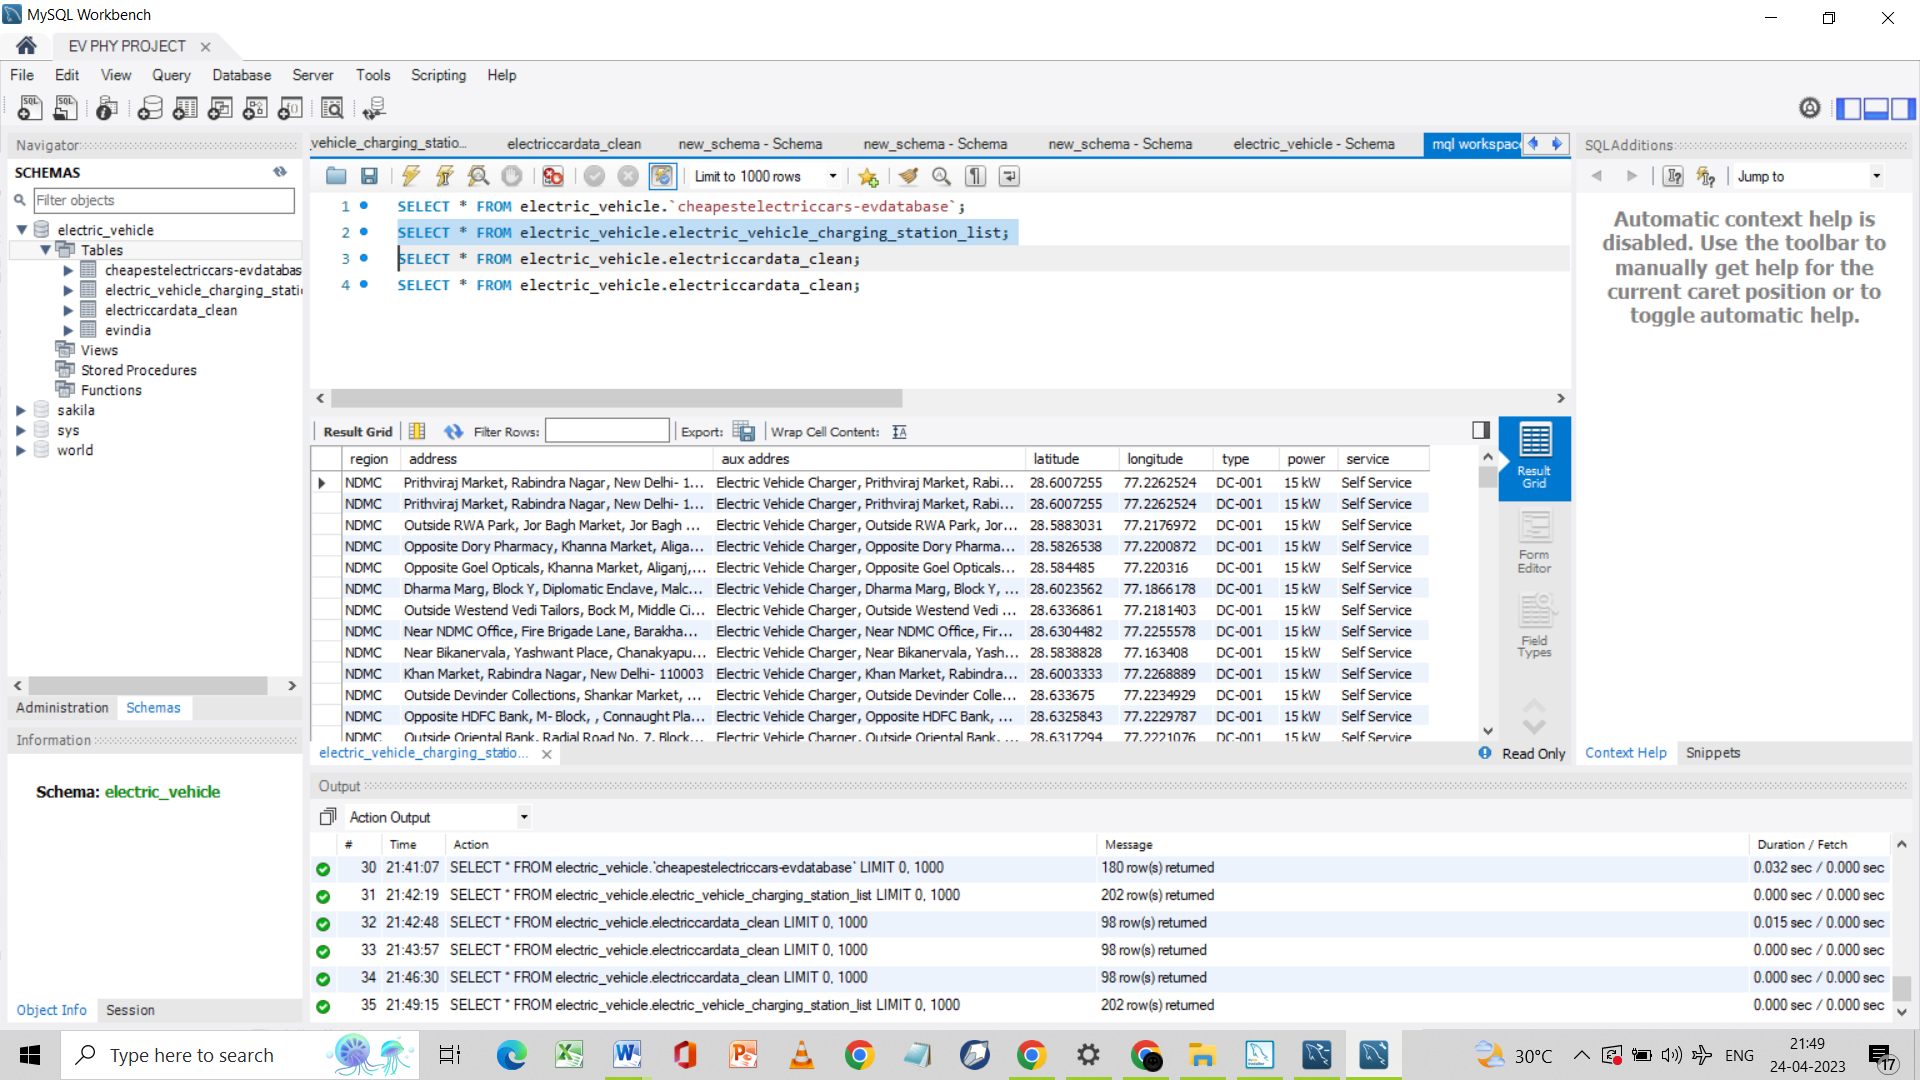 MySQL Workbench
EV PHY PROJECT
File Edit View Query Database Server Tools Scripting Help
Navigator
SCHEMAS
Filter objects
electric_vehicle
Tables
cheapestelectriccars-evdatabas
electric_vehicle_charging_stati
electriccardata_clean
evindia
Views
Stored Procedures
Functions
sakila
sys
world
Administration Schemas
Information
Schema: electric_vehicle
Object Info Session
_vehicle_charging_statio... electriccardata_clean new_schema - Schema new_schema - Schema new_schema - Schema electric_vehicle - Schema mql workspace
Limit to 1000 rows
1 SELECT * FROM electric_vehicle.`cheapestelectriccars-evdatabase`;
2 SELECT * FROM electric_vehicle.electric_vehicle_charging_station_list;
3 SELECT * FROM electric_vehicle.electriccardata_clean;
4 SELECT * FROM electric_vehicle.electriccardata_clean;
Result Grid Filter Rows: Export: Wrap Cell Content:
region address aux addres latitude longitude type power service
NDMC Prithviraj Market, Rabindra Nagar, New Delhi- 1... Electric Vehicle Charger, Prithviraj Market, Rabi... 28.6007255 77.2262524 DC-001 15 kW Self Service
NDMC Prithviraj Market, Rabindra Nagar, New Delhi- 1... Electric Vehicle Charger, Prithviraj Market, Rabi... 28.6007255 77.2262524 DC-001 15 kW Self Service
NDMC Outside RWA Park, Jor Bagh Market, Jor Bagh ... Electric Vehicle Charger, Outside RWA Park, Jor... 28.5883031 77.2176972 DC-001 15 kW Self Service
NDMC Opposite Dory Pharmacy, Khanna Market, Aliga... Electric Vehicle Charger, Opposite Dory Pharma... 28.5826538 77.2200872 DC-001 15 kW Self Service
NDMC Opposite Goel Opticals, Khanna Market, Aliganj,... Electric Vehicle Charger, Opposite Goel Opticals... 28.584485 77.220316 DC-001 15 kW Self Service
NDMC Dharma Marg, Block Y, Diplomatic Enclave, Malc... Electric Vehicle Charger, Dharma Marg, Block Y, ... 28.6023562 77.1866178 DC-001 15 kW Self Service
NDMC Outside Westend Vedi Tailors, Bock M, Middle Ci... Electric Vehicle Charger, Outside Westend Vedi ... 28.6336861 77.2181403 DC-001 15 kW Self Service
NDMC Near NDMC Office, Fire Brigade Lane, Barakha... Electric Vehicle Charger, Near NDMC Office, Fir... 28.6304482 77.2255578 DC-001 15 kW Self Service
NDMC Near Bikanervala, Yashwant Place, Chanakyapu... Electric Vehicle Charger, Near Bikanervala, Yash... 28.5838828 77.163408 DC-001 15 kW Self Service
NDMC Khan Market, Rabindra Nagar, New Delhi- 110003 Electric Vehicle Charger, Khan Market, Rabindra... 28.6003333 77.2268889 DC-001 15 kW Self Service
NDMC Outside Devinder Collections, Shankar Market, ... Electric Vehicle Charger, Outside Devinder Colle... 28.633675 77.2234929 DC-001 15 kW Self Service
NDMC Opposite HDFC Bank, M- Block, , Connaught Pla... Electric Vehicle Charger, Opposite HDFC Bank, ... 28.6325843 77.2229787 DC-001 15 kW Self Service
NDMC Outside Oriental Bank, Radial Road No. 7, Block... Electric Vehicle Charger, Outside Oriental Bank, ... 28.6317294 77.2221076 DC-001 15 kW Self Service
Result Grid
Form Editor
Field Types
electric_vehicle_charging_statio... Read Only
SQLAdditions
Jump to
Automatic context help is
disabled. Use the toolbar to
manually get help for the
current caret position or to
toggle automatic help.
Context Help Snippets
Output
Action Output
# Time Action Message Duration / Fetch
30 21:41:07 SELECT * FROM electric_vehicle.`cheapestelectriccars-evdatabase` LIMIT 0, 1000 180 row(s) returned 0.032 sec / 0.000 sec
31 21:42:19 SELECT * FROM electric_vehicle.electric_vehicle_charging_station_list LIMIT 0, 1000 202 row(s) returned 0.000 sec / 0.000 sec
32 21:42:48 SELECT * FROM electric_vehicle.electriccardata_clean LIMIT 0, 1000 98 row(s) returned 0.015 sec / 0.000 sec
33 21:43:57 SELECT * FROM electric_vehicle.electriccardata_clean LIMIT 0, 1000 98 row(s) returned 0.000 sec / 0.000 sec
34 21:46:30 SELECT * FROM electric_vehicle.electriccardata_clean LIMIT 0, 1000 98 row(s) returned 0.000 sec / 0.000 sec
35 21:49:15 SELECT * FROM electric_vehicle.electric_vehicle_charging_station_list LIMIT 0, 1000 202 row(s) returned 0.000 sec / 0.000 sec
Type here to search
30°C ENG 21:49
24-04-2023 17